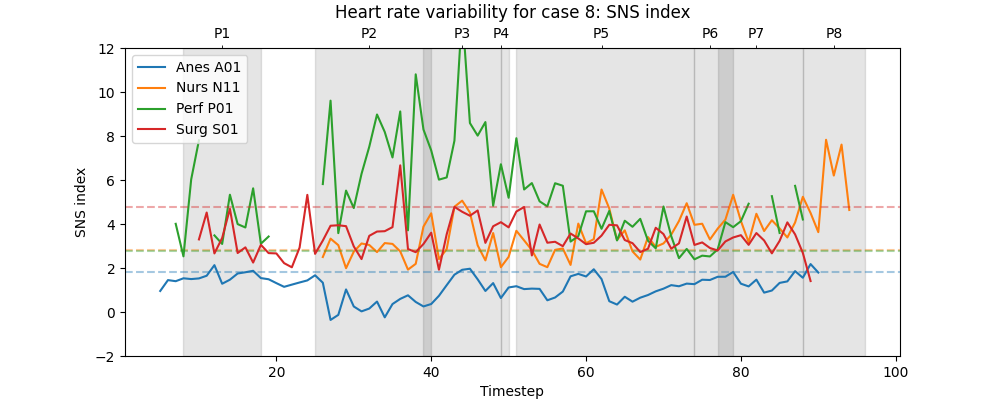 Heart rate variability for case 8: SNS index
P1 P2 P3 P4 P5 P6 P7 P8
12
10
8
6
4
2
0
−2
SNS index
Anes A01
Nurs N11
Perf P01
Surg S01
20 40 60 80 100
Timestep